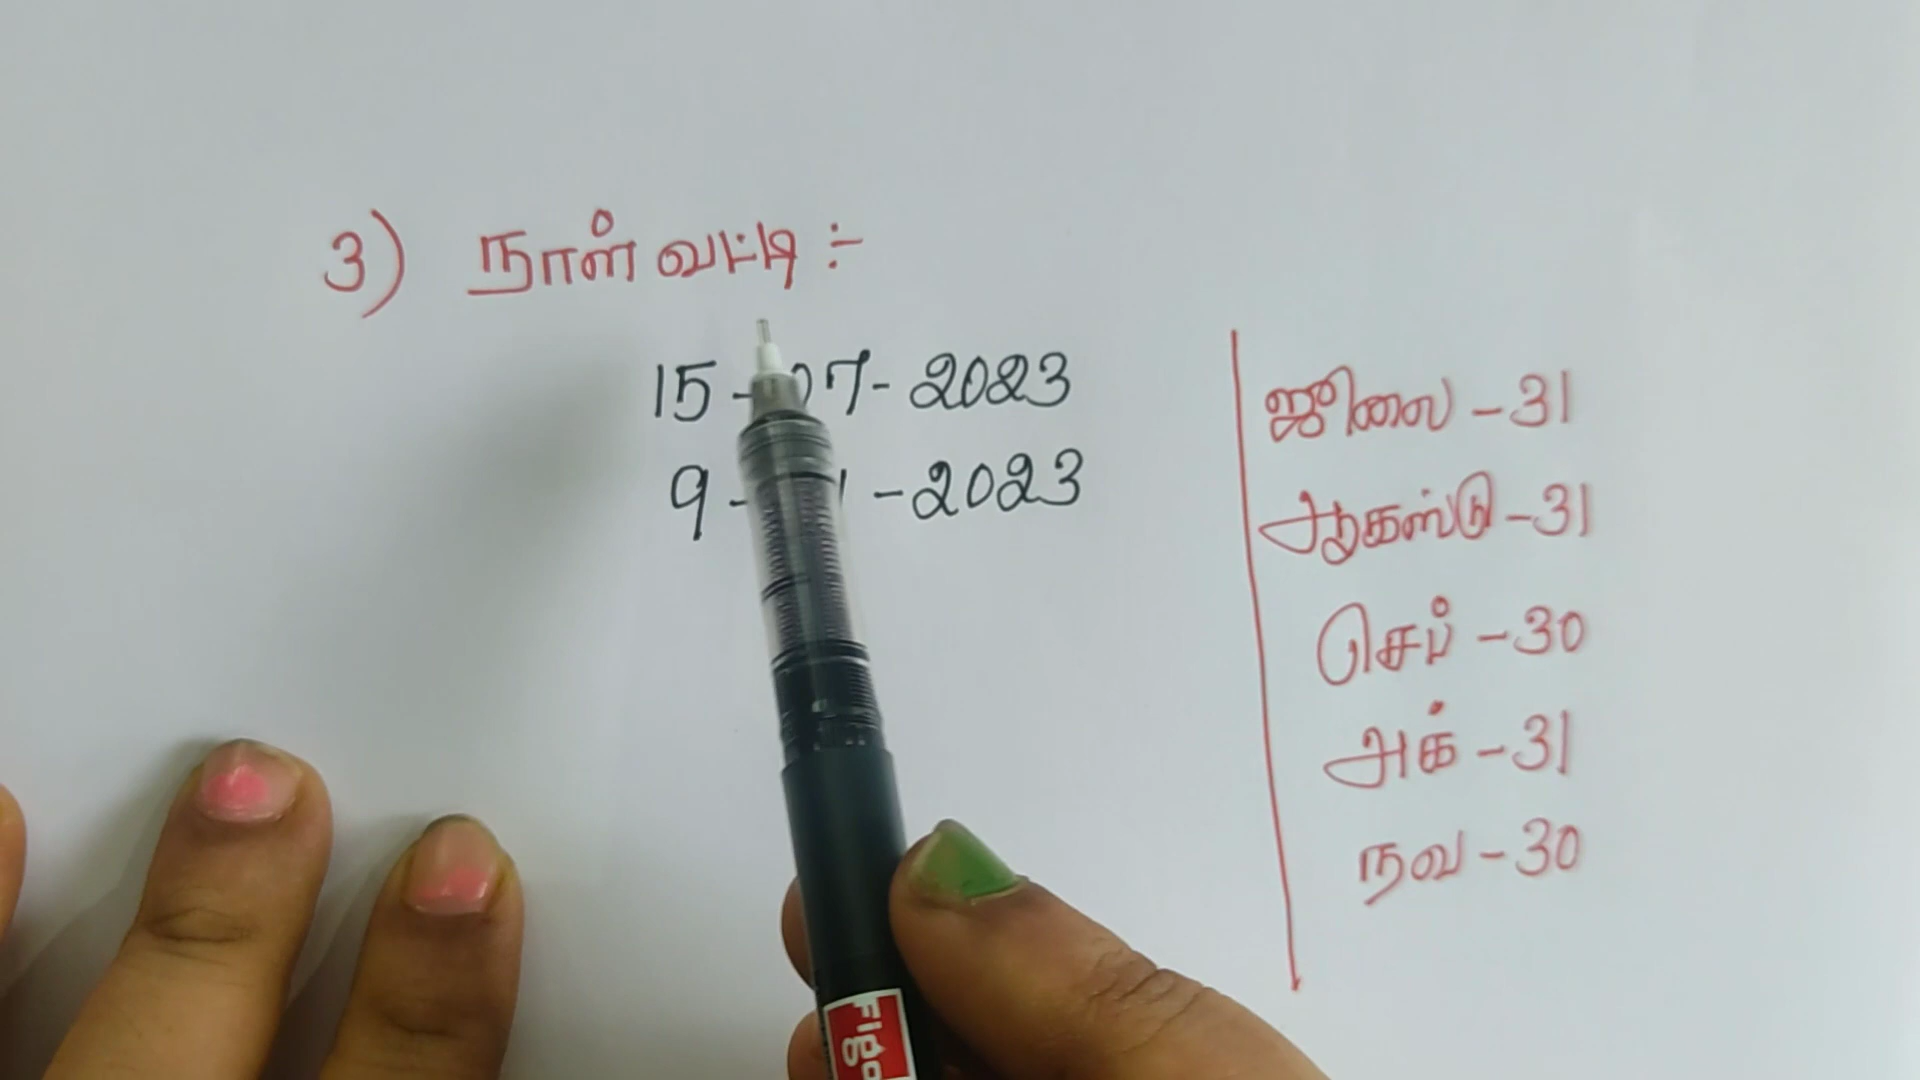 3) நாள் வட்டி :-
15-07-2023
9- -2023
ஜூலை -31
ஆகஸ்டு -31
செப் -30
அக் -31
நவ -30